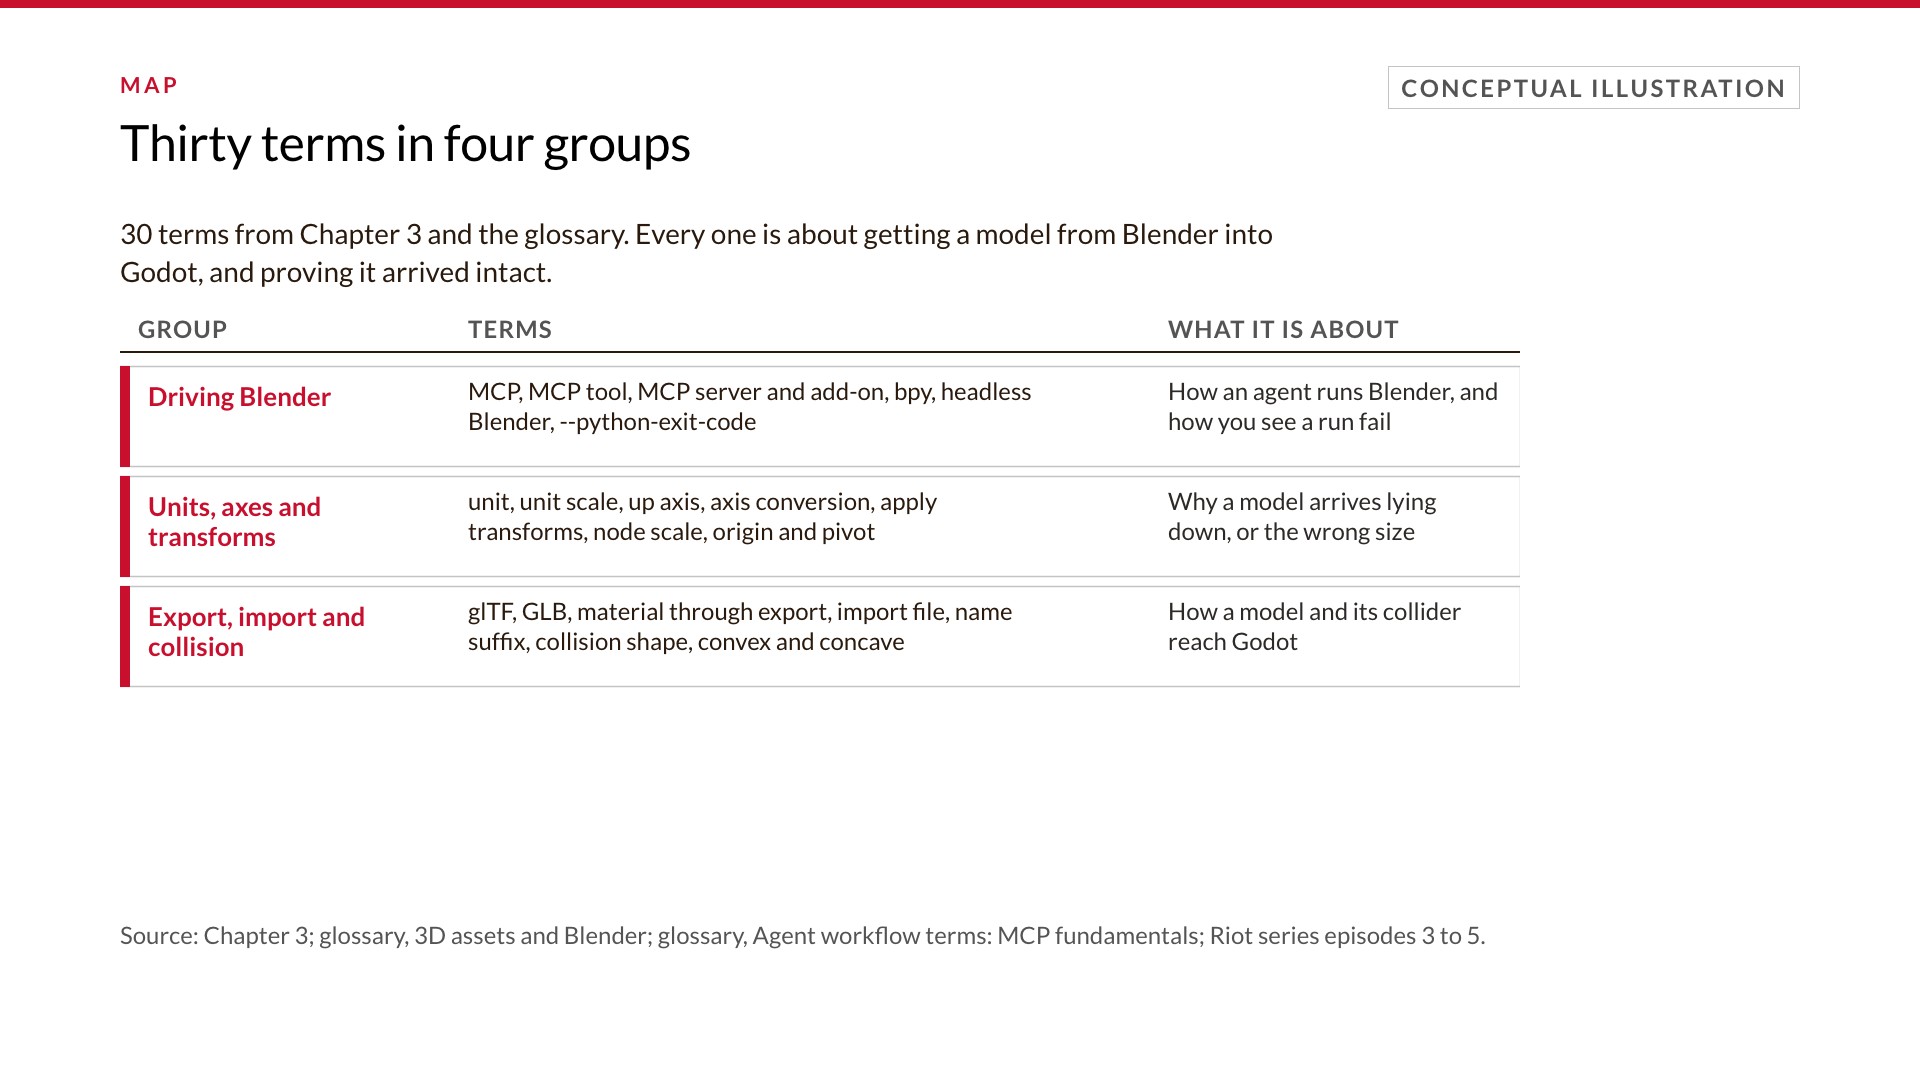 MAP
CONCEPTUAL ILLUSTRATION
Thirty terms in four groups
30 terms from Chapter 3 and the glossary. Every one is about getting a model from Blender into
Godot, and proving it arrived intact.
GROUP TERMS WHAT IT IS ABOUT
Driving Blender
MCP, MCP tool, MCP server and add-on, bpy, headless
Blender, --python-exit-code
How an agent runs Blender, and
how you see a run fail
Units, axes and
transforms
unit, unit scale, up axis, axis conversion, apply
transforms, node scale, origin and pivot
Why a model arrives lying
down, or the wrong size
Export, import and
collision
glTF, GLB, material through export, import file, name
suffix, collision shape, convex and concave
How a model and its collider
reach Godot
Source: Chapter 3; glossary, 3D assets and Blender; glossary, Agent workflow terms: MCP fundamentals; Riot series episodes 3 to 5.